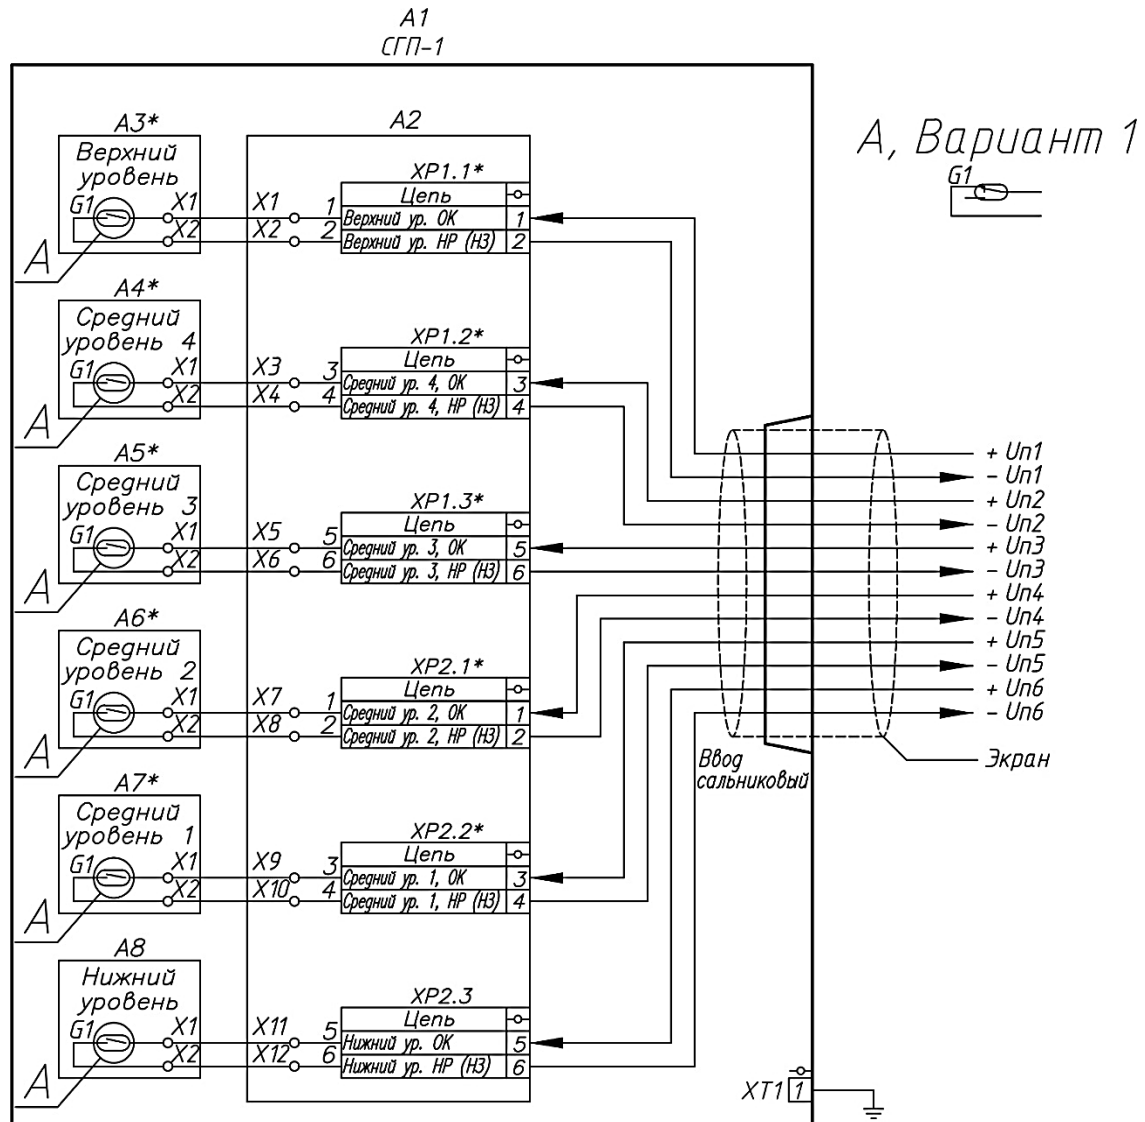 А1
СГП-1
А, Вариант 1
G1
А3*
Верхний
уровень
G1
X1
X2
А
А2
XP1.1*
Цепь
X1 1 Верхний ур. ОК 1
X2 2 Верхний ур. НР (НЗ) 2
А4*
Средний
уровень 4
G1
X1
X2
А
XP1.2*
Цепь
X3 3 Средний ур. 4, ОК 3
X4 4 Средний ур. 4, НР (НЗ) 4
А5*
Средний
уровень 3
G1
X1
X2
А
XP1.3*
Цепь
X5 5 Средний ур. 3, ОК 5
X6 6 Средний ур. 3, НР (НЗ) 6
А6*
Средний
уровень 2
G1
X1
X2
А
XP2.1*
Цепь
X7 1 Средний ур. 2, ОК 1
X8 2 Средний ур. 2, НР (НЗ) 2
А7*
Средний
уровень 1
G1
X1
X2
А
XP2.2*
Цепь
X9 3 Средний ур. 1, ОК 3
X10 4 Средний ур. 1, НР (НЗ) 4
А8
Нижний
уровень
G1
X1
X2
А
XP2.3
Цепь
X11 5 Нижний ур. ОК 5
X12 6 Нижний ур. НР (НЗ) 6
+ Uп1
- Uп1
+ Uп2
- Uп2
+ Uп3
- Uп3
+ Uп4
- Uп4
+ Uп5
- Uп5
+ Uп6
- Uп6
Экран
Ввод
сальниковый
XT1 1